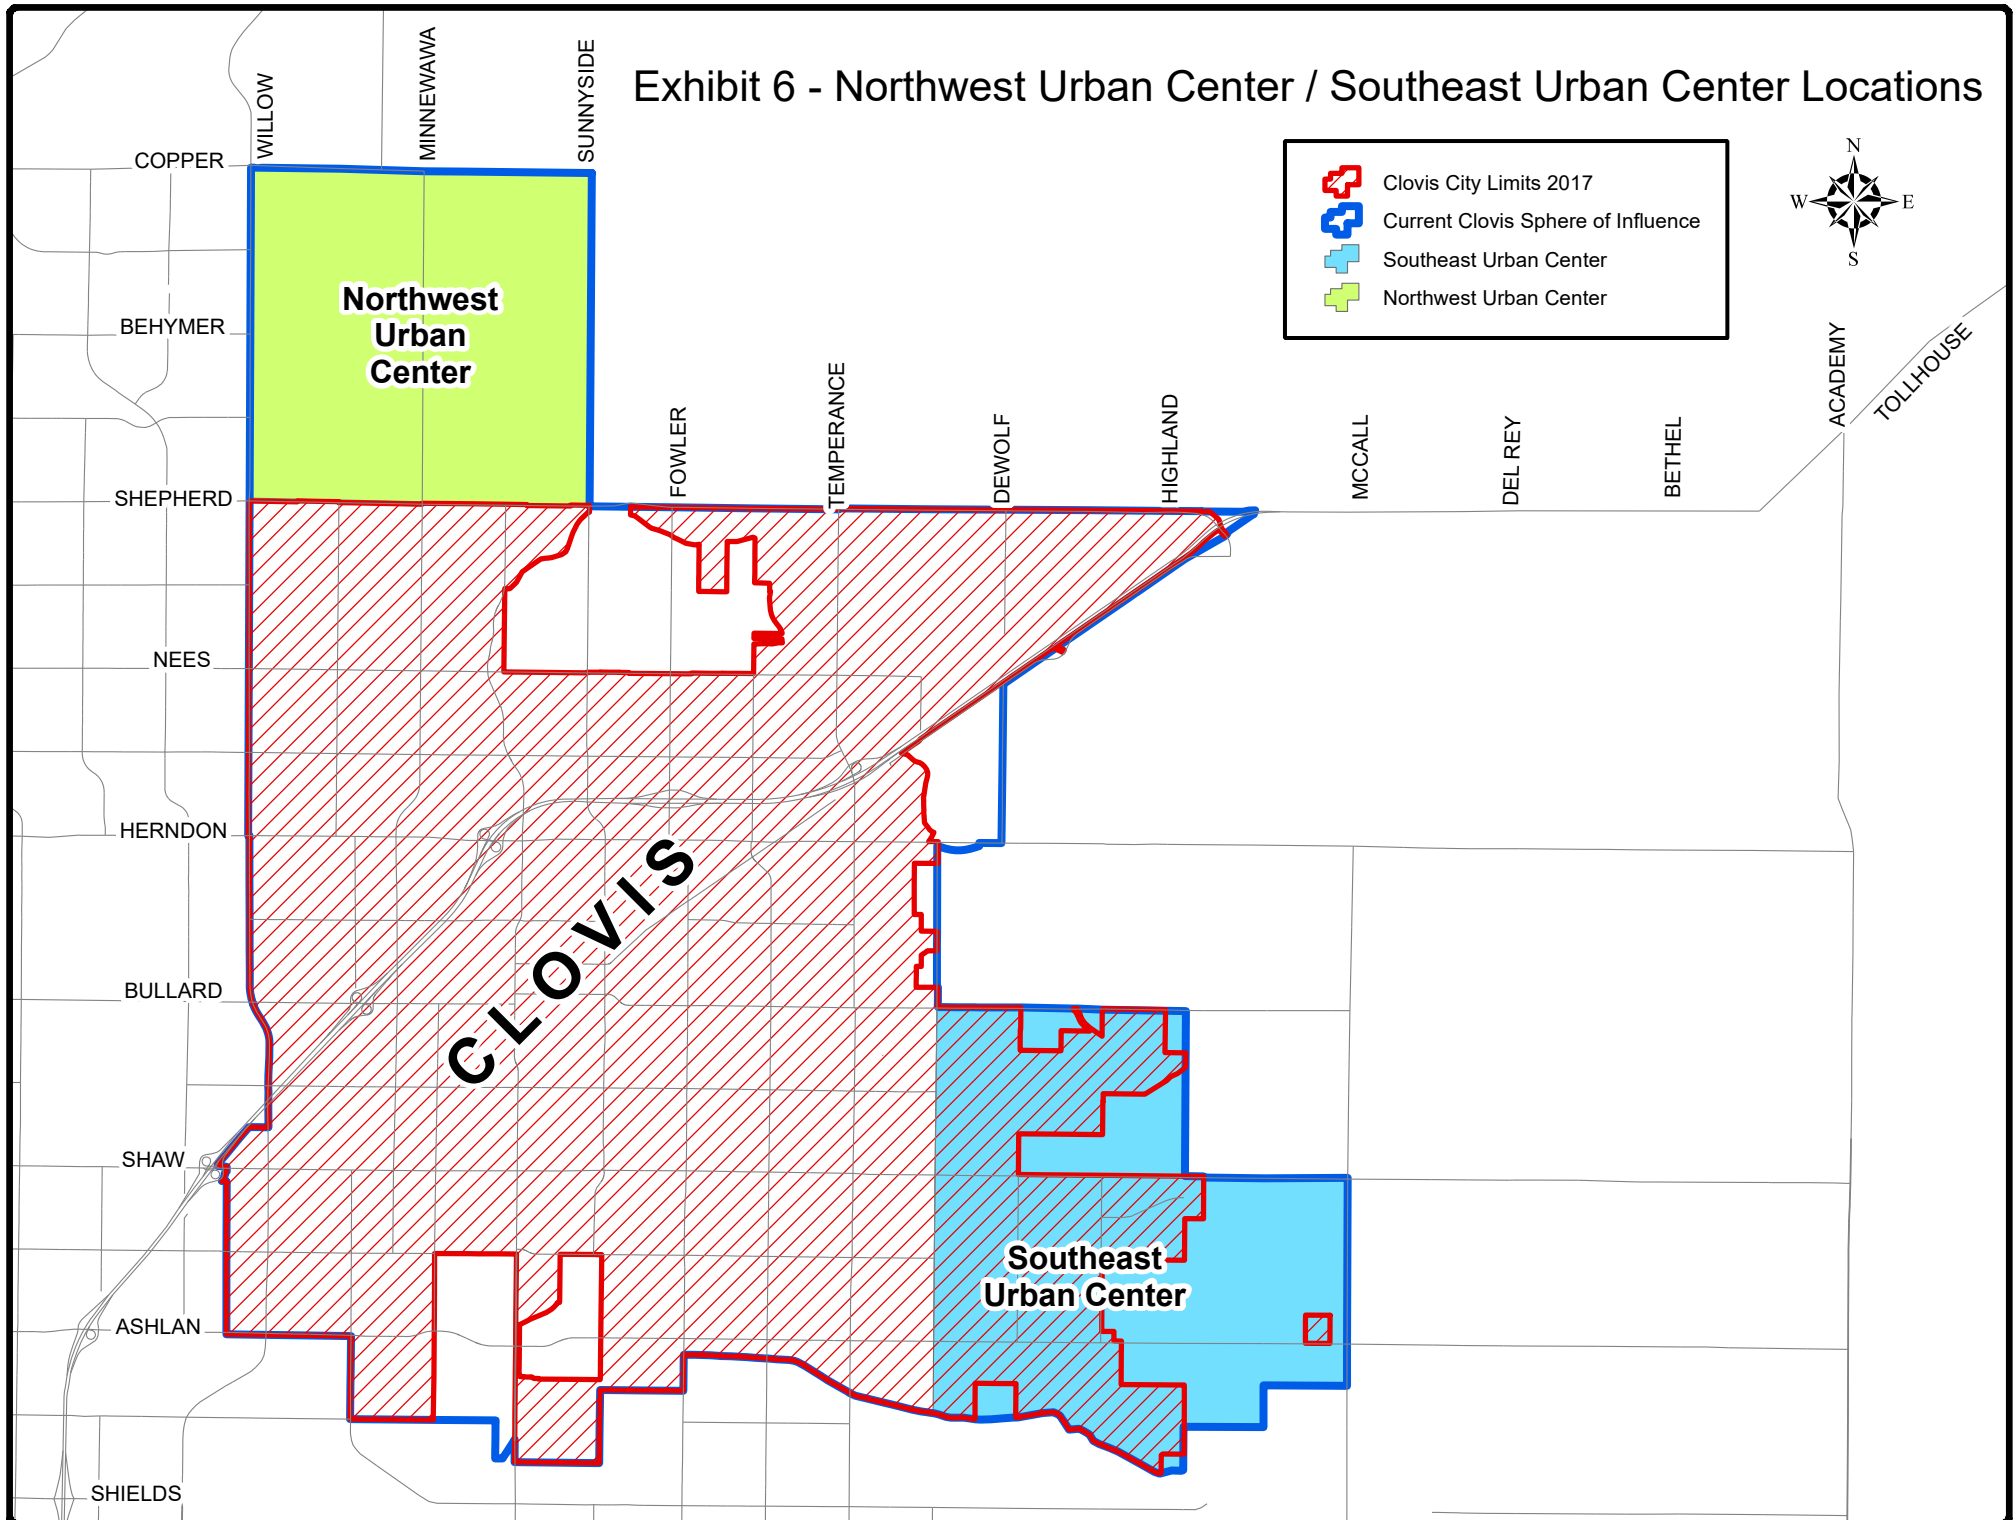 Exhibit 6 - Northwest Urban Center / Southeast Urban Center Locations
WILLOW
MINNEWAWA
SUNNYSIDE
Clovis City Limits 2017
Current Clovis Sphere of Influence
Southeast Urban Center
Northwest Urban Center
N
W
E
S
COPPER
BEHYMER
SHEPHERD
NEES
HERNDON
BULLARD
SHAW
ASHLAN
SHIELDS
Northwest
Urban
Center
FOWLER
TEMPERANCE
DEWOLF
HIGHLAND
MCCALL
DEL REY
BETHEL
ACADEMY
TOLLHOUSE
CLOVIS
Southeast
Urban Center